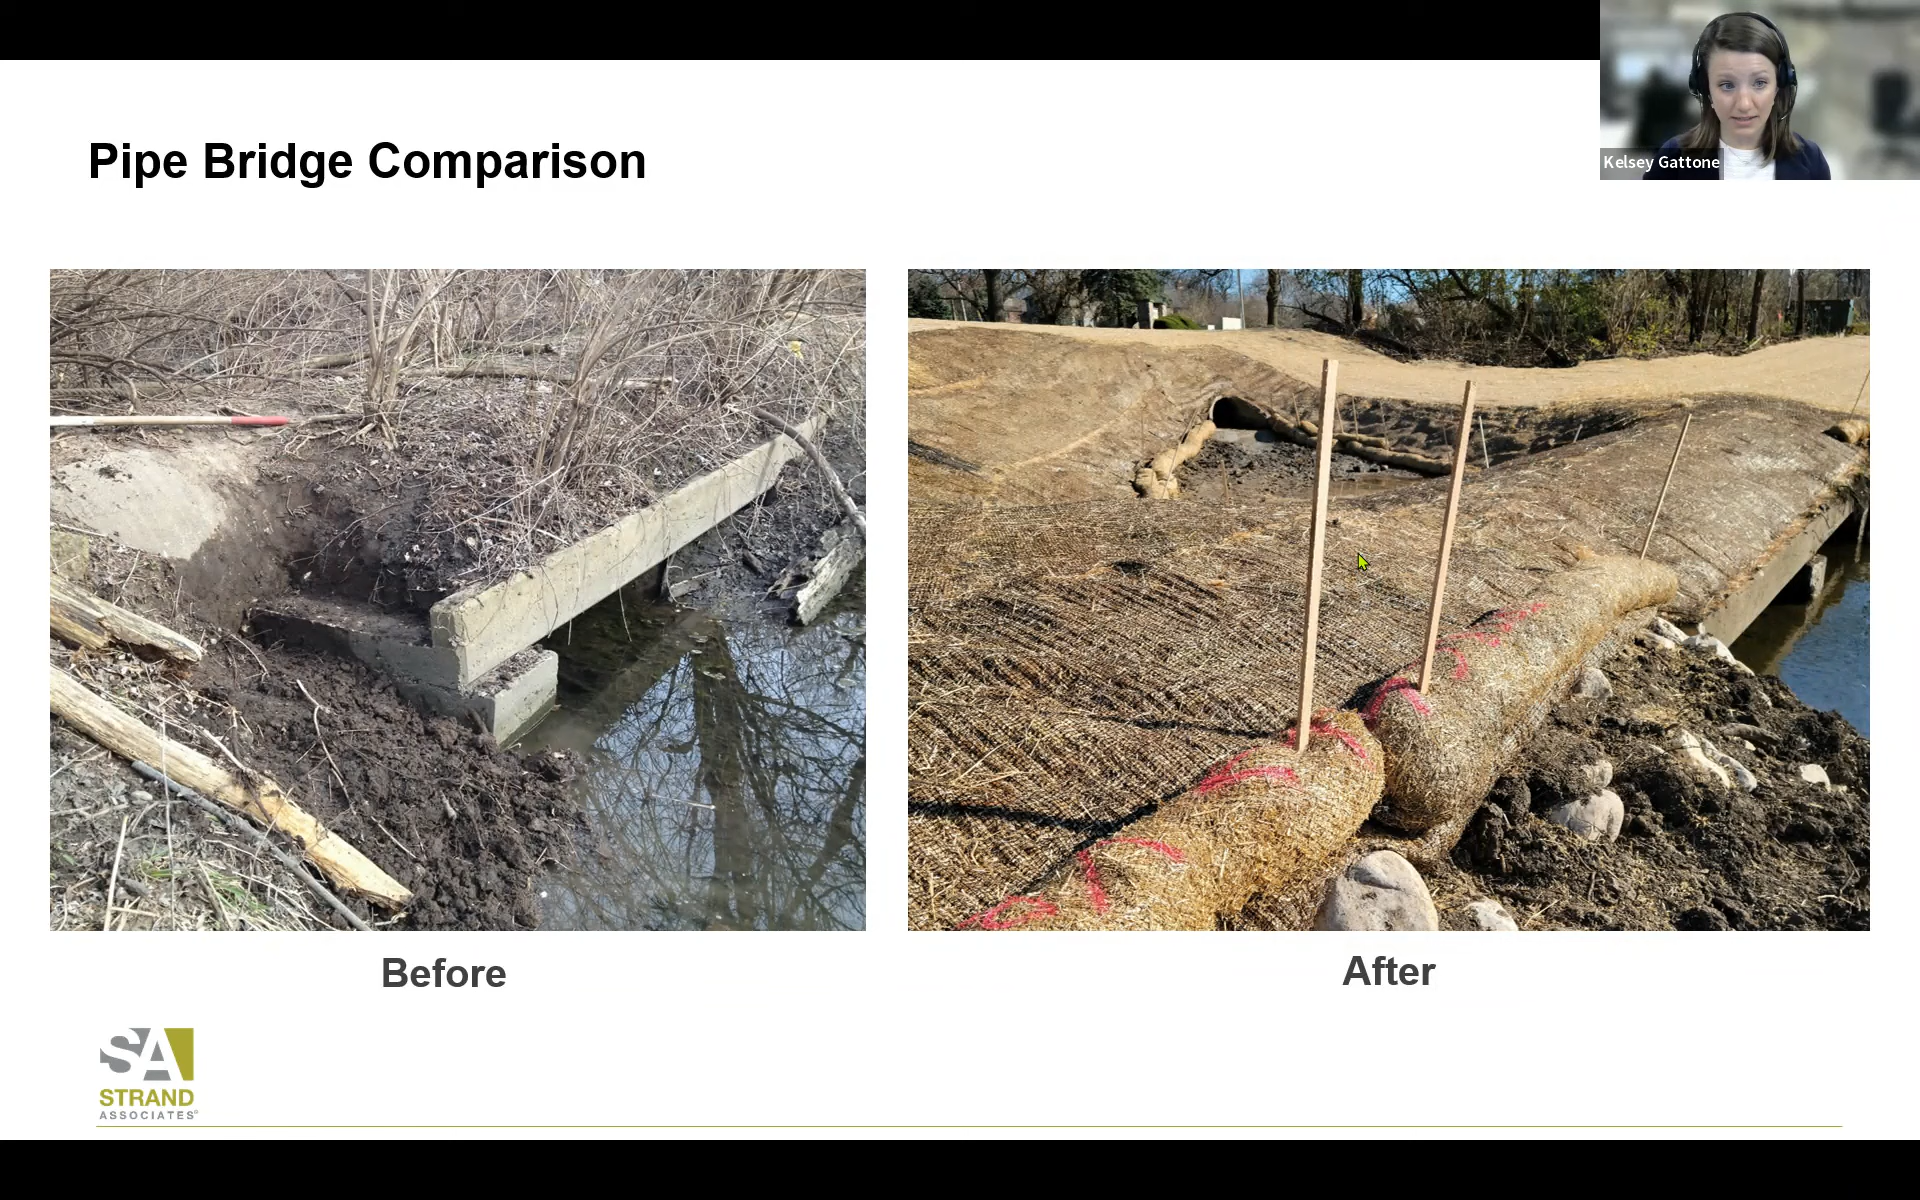 Kelsey Gattone
Pipe Bridge Comparison
Before
After
SA
STRAND
ASSOCIATES®